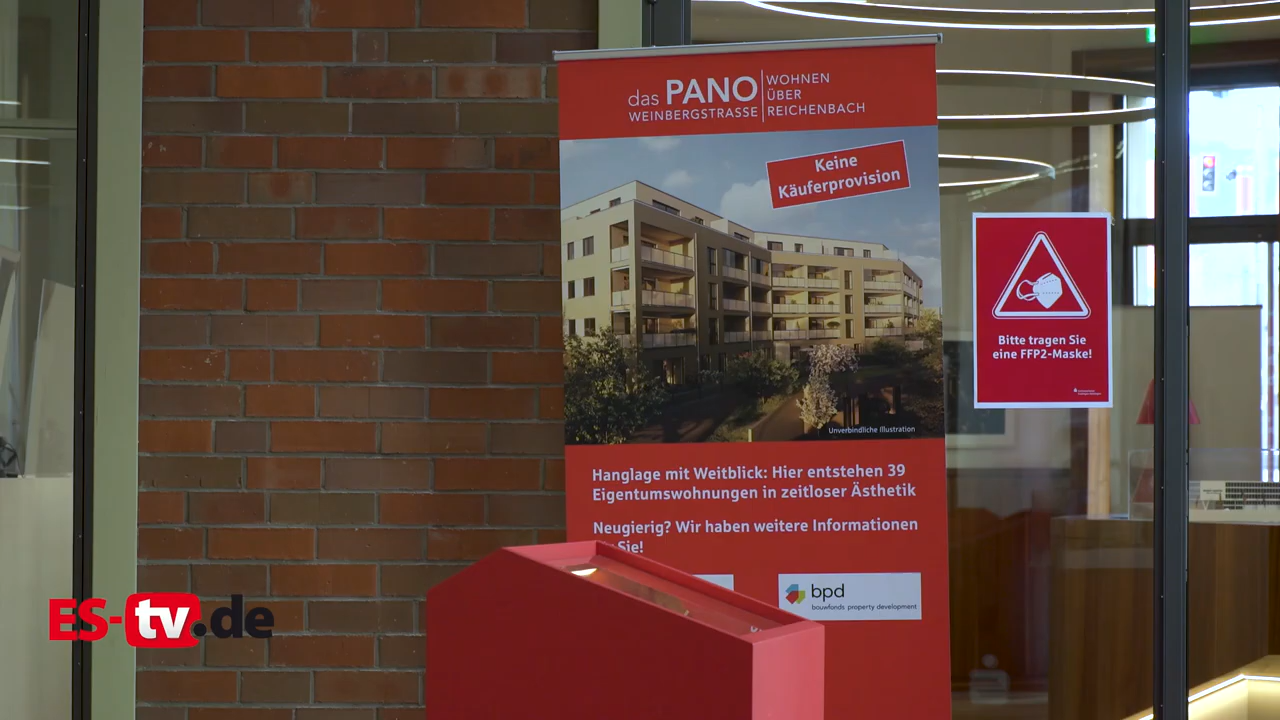 das PANO
WEINBERGSTRASSE
WOHNEN
ÜBER
REICHENBACH
Keine
Käuferprovision
Unverbindliche Illustration
Hanglage mit Weitblick: Hier entstehen 39
Eigentumswohnungen in zeitloser Ästhetik
Neugierig? Wir haben weitere Informationen
Sie!
bpd
bouwfonds property development
Bitte tragen Sie
eine FFP2-Maske!
ES-tv.de